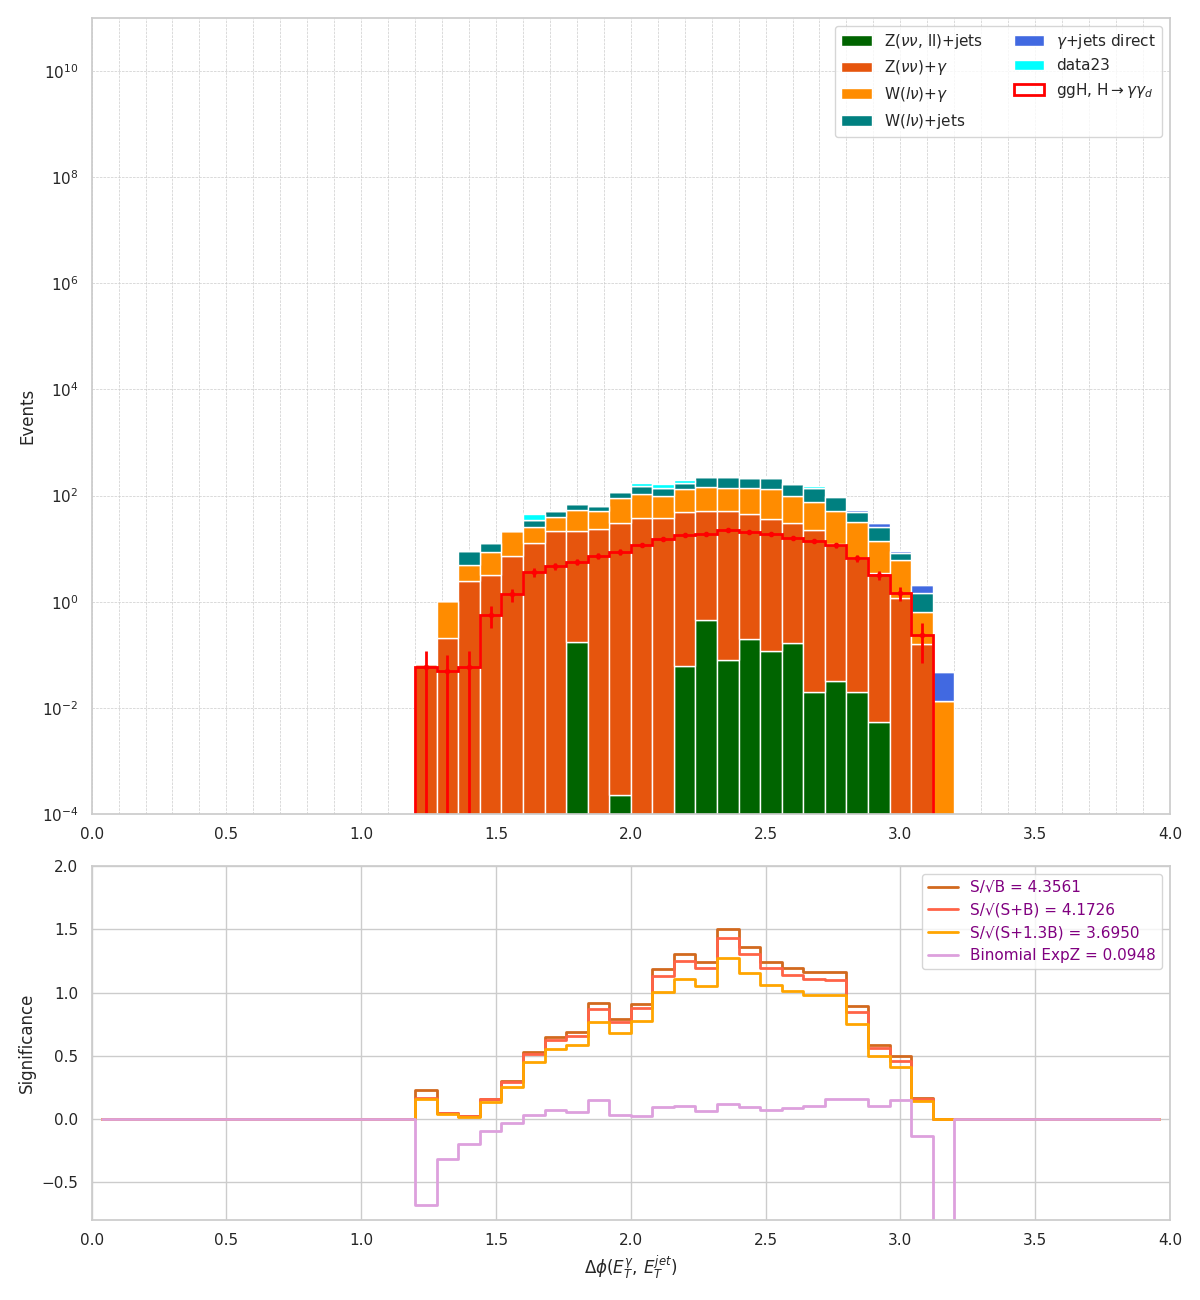 Z(νν, ll)+jets
Z(νν)+γ
W(lν)+γ
W(lν)+jets
γ+jets direct
data23
ggH, H→γγ_d
10^10
10^8
10^6
10^4
10^2
10^0
10^−2
10^−4
Events
0.0 0.5 1.0 1.5 2.0 2.5 3.0 3.5 4.0
S/√B = 4.3561
S/√(S+B) = 4.1726
S/√(S+1.3B) = 3.6950
Binomial ExpZ = 0.0948
2.0
1.5
1.0
0.5
0.0
−0.5
Significance
0.0 0.5 1.0 1.5 2.0 2.5 3.0 3.5 4.0
Δϕ(E_T^γ, E_T^jet)